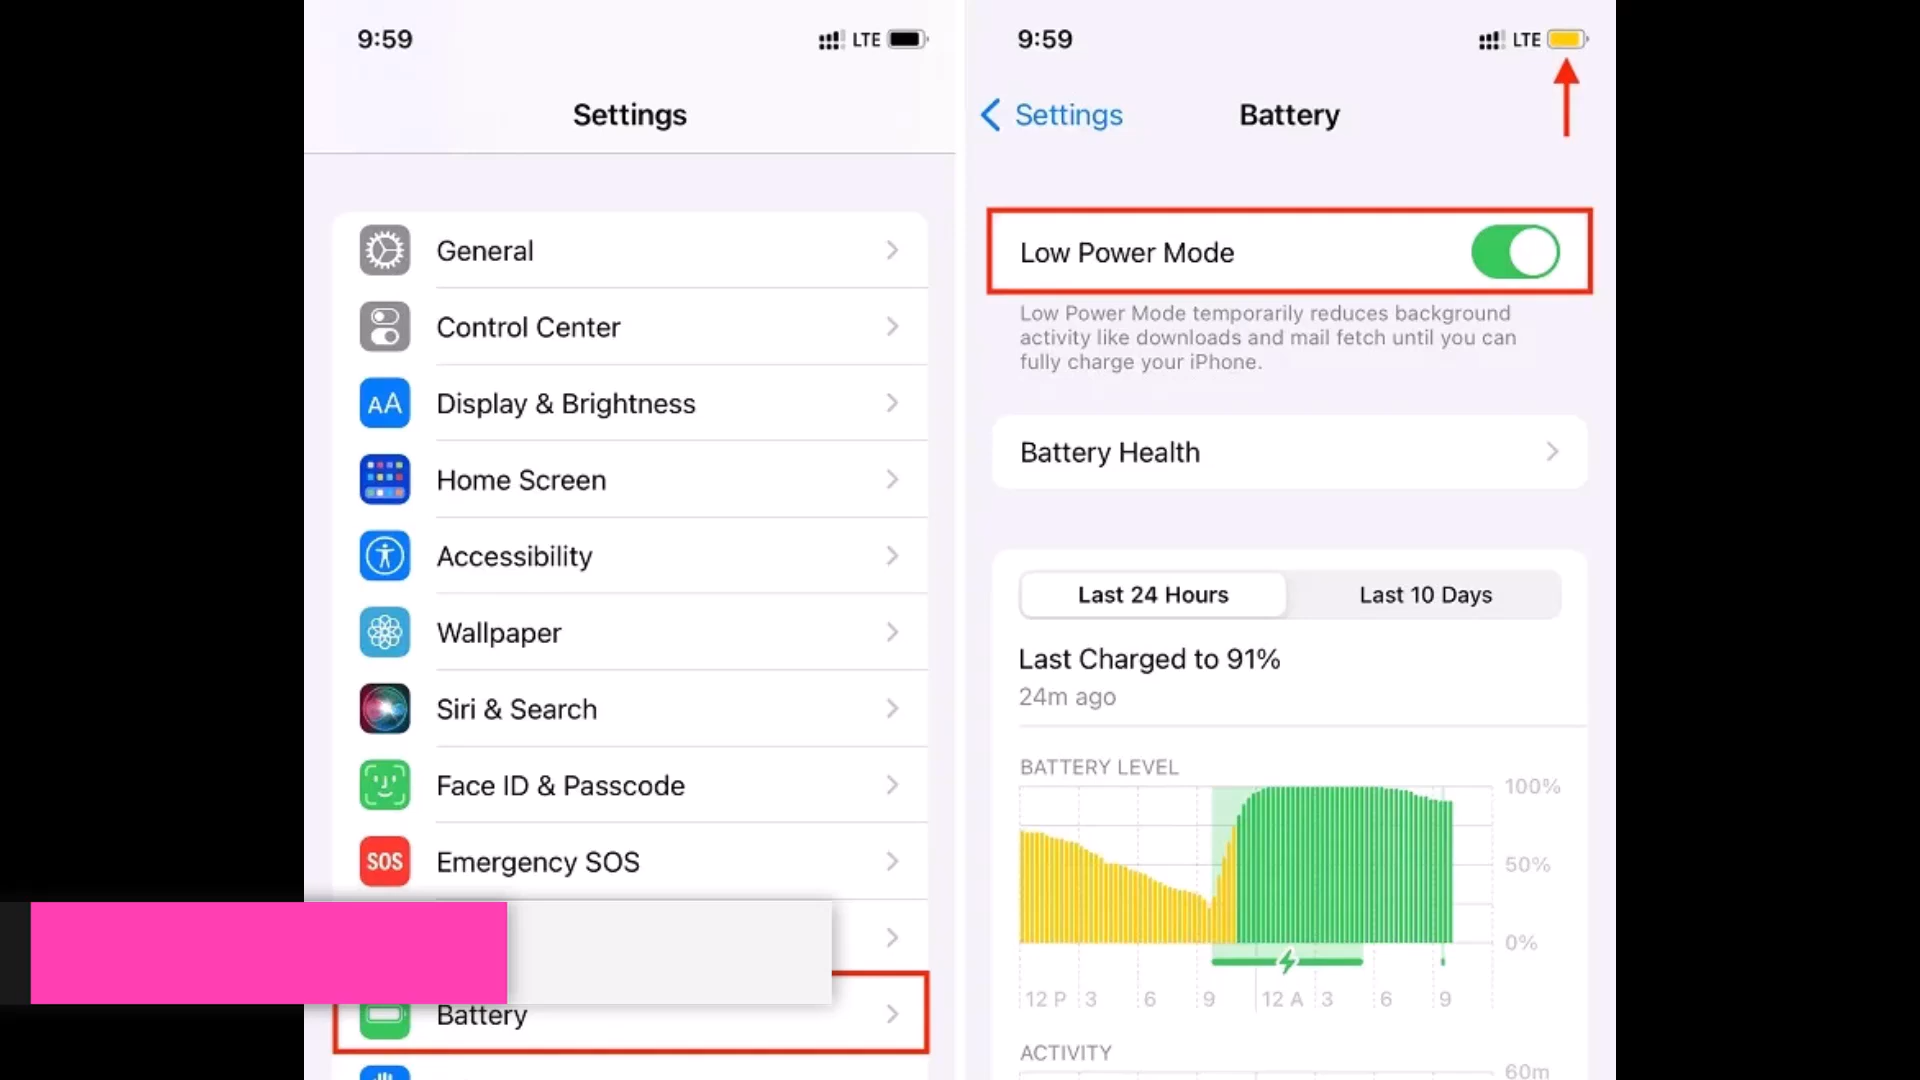 9:59
LTE
Settings
General
Control Center
AA
Display & Brightness
Home Screen
Accessibility
Wallpaper
Siri & Search
Face ID & Passcode
SOS
Emergency SOS
Battery
9:59
LTE
Settings
Battery
Low Power Mode
Low Power Mode temporarily reduces background
activity like downloads and mail fetch until you can
fully charge your iPhone.
Battery Health
Last 24 Hours
Last 10 Days
Last Charged to 91%
24m ago
BATTERY LEVEL
100%
50%
0%
12 P 3 6 9 12 A 3 6 9
ACTIVITY
60m